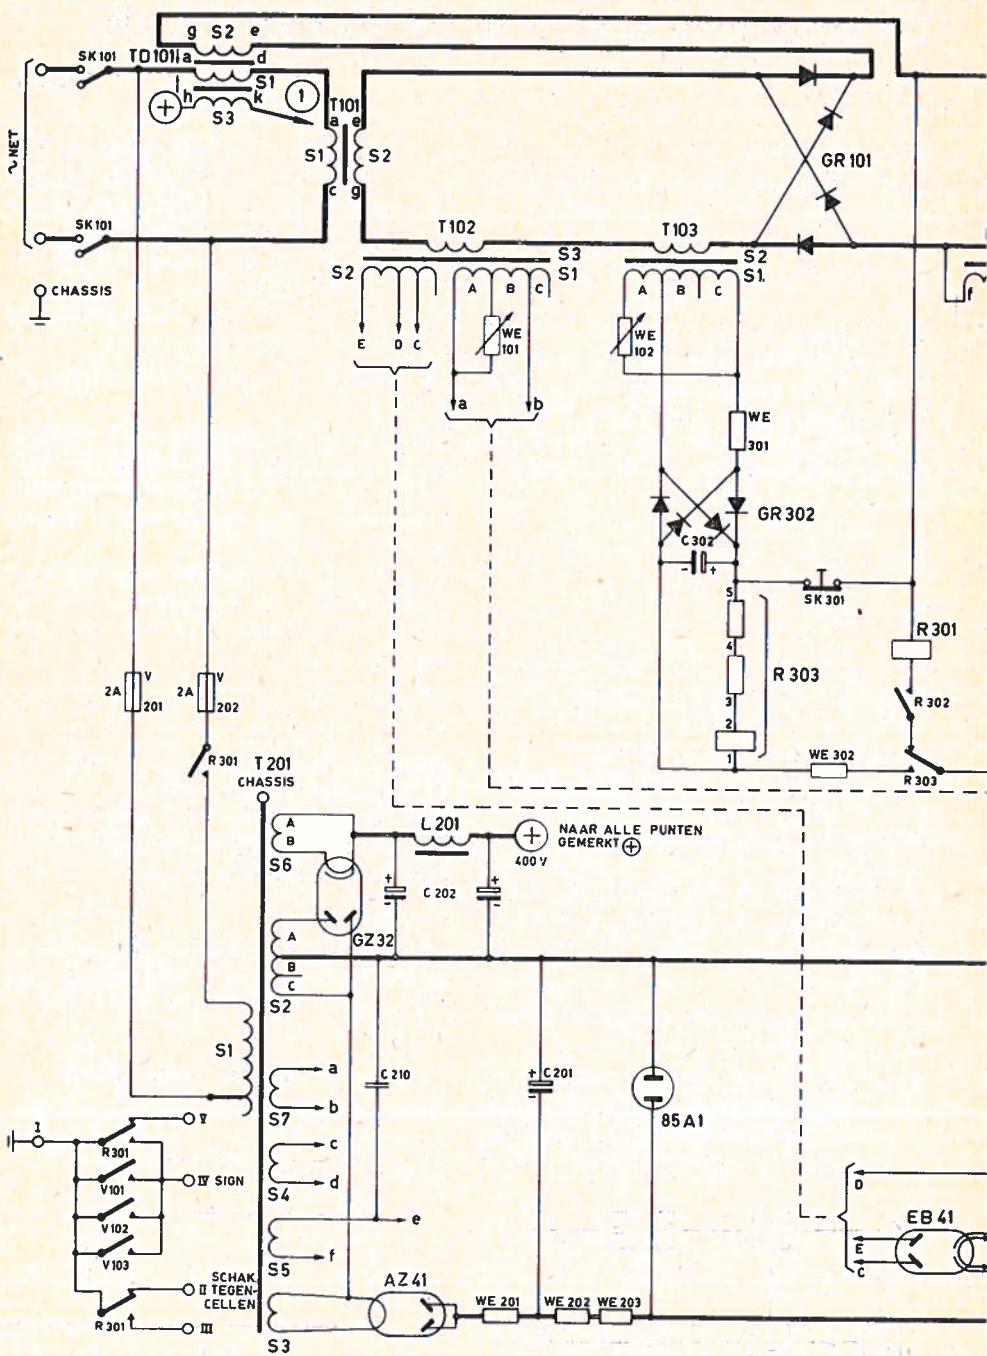 g S2 e
SK101 TD101 a d
S1
h k 1
+ S3
T101
a e
S1 S2
c g
~NET
SK101
CHASSIS
GR101
T102 T103
S3 S2
S2 S1 S1.
A B C A B C
WE
101
WE
102
E D C
a b
WE
301
GR302
C302
- +
5
SK301
4
R303
3
2
1
R301
R302
WE 302
R303
2A V
201
2A V
202
R301
T201
CHASSIS
A
B
S6
L201
+
400V
NAAR ALLE PUNTEN
GEMERKT +
+ C202 +
- -
GZ32
A
B
C
S2
S1
a
C210
b
S7
+ C201
-
85A1
c
d
S4
e
f
S5
1
R301
V
V101
IV SIGN
V102
V103
R301
SCHAK.
II TEGEN-
CELLEN
III
S3
AZ41
WE 201 WE 202 WE 203
D
EB41
E
C
f